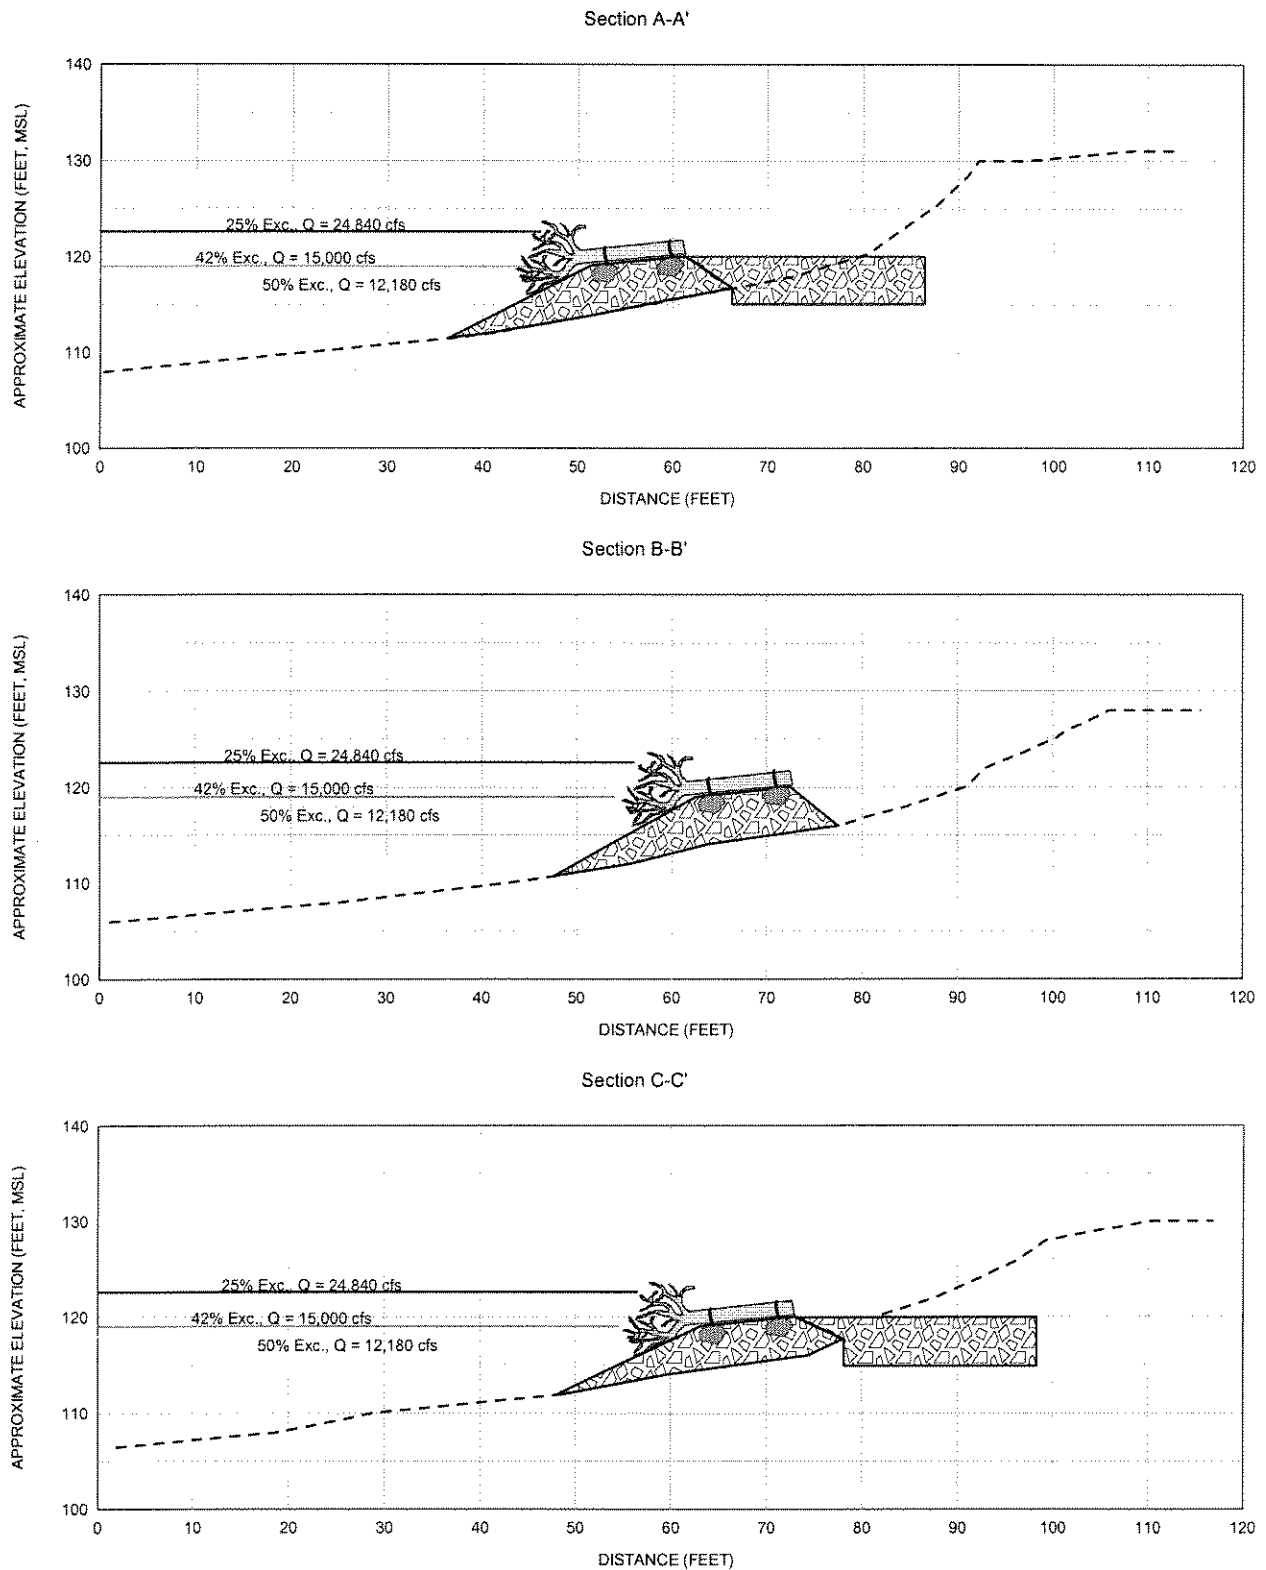 Section A-A'
APPROXIMATE ELEVATION (FEET, MSL)
140
130
120
110
100
25% Exc., Q = 24.840 cfs
42% Exc., Q = 15,000 cfs
50% Exc., Q = 12,180 cfs
0 10 20 30 40 50 60 70 80 90 100 110 120
DISTANCE (FEET)
Section B-B'
APPROXIMATE ELEVATION (FEET, MSL)
140
130
120
110
100
25% Exc., Q = 24.840 cfs
42% Exc., Q = 15,000 cfs
50% Exc., Q = 12,180 cfs
0 10 20 30 40 50 60 70 80 90 100 110 120
DISTANCE (FEET)
Section C-C'
APPROXIMATE ELEVATION (FEET, MSL)
140
130
120
110
100
25% Exc., Q = 24.840 cfs
42% Exc., Q = 15,000 cfs
50% Exc., Q = 12,180 cfs
0 10 20 30 40 50 60 70 80 90 100 110 120
DISTANCE (FEET)